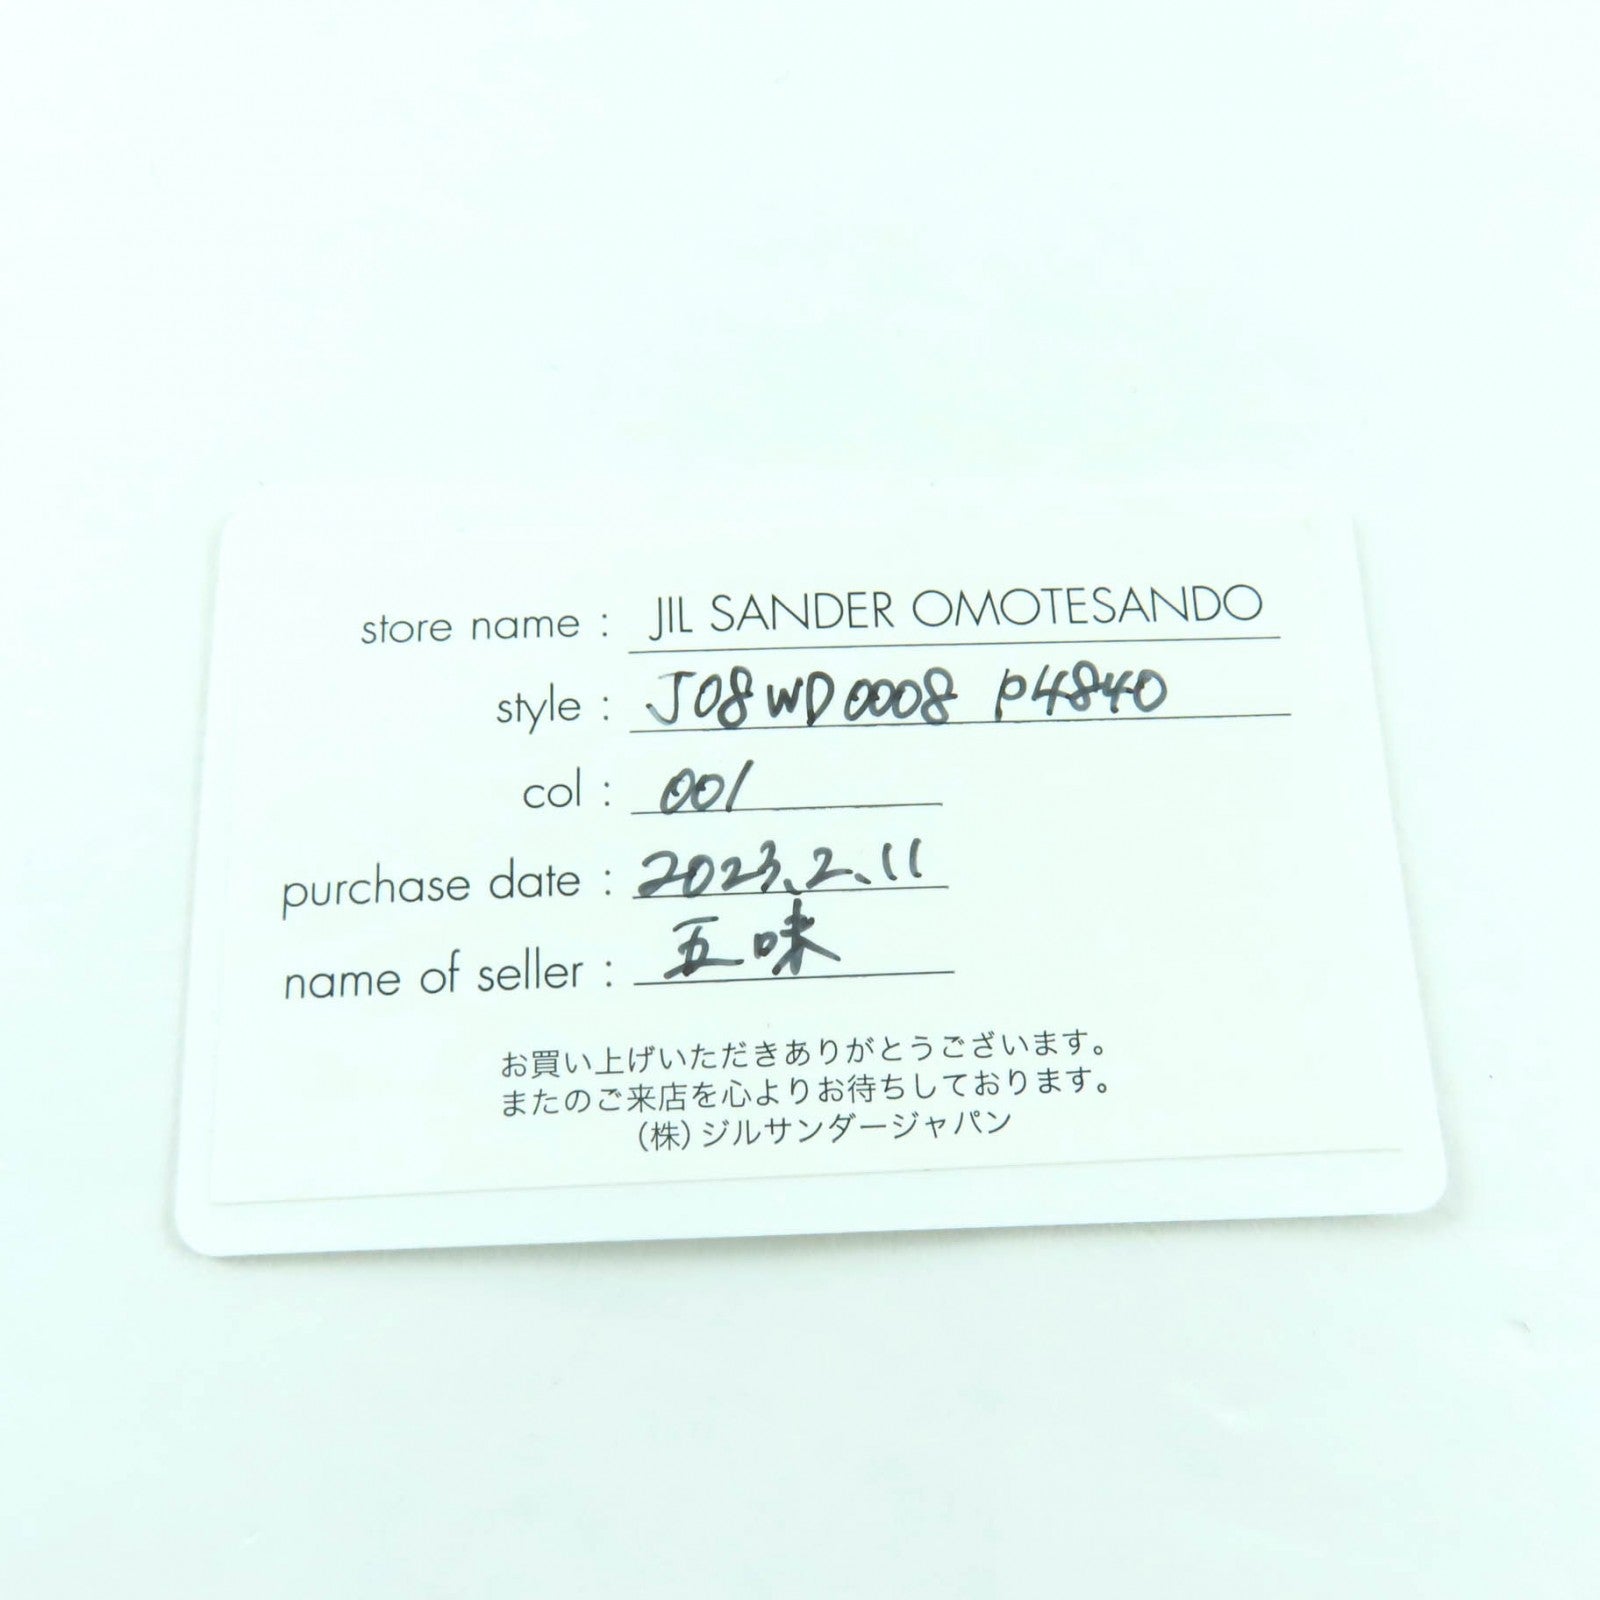 store name : JIL SANDER OMOTESANDO
style : J08WD0008 P4840
col : 001
purchase date : 2023.2.11
name of seller : 五味
お買い上げいただきありがとうございます。
またのご来店を心よりお待ちしております。
(株)ジルサンダージャパン